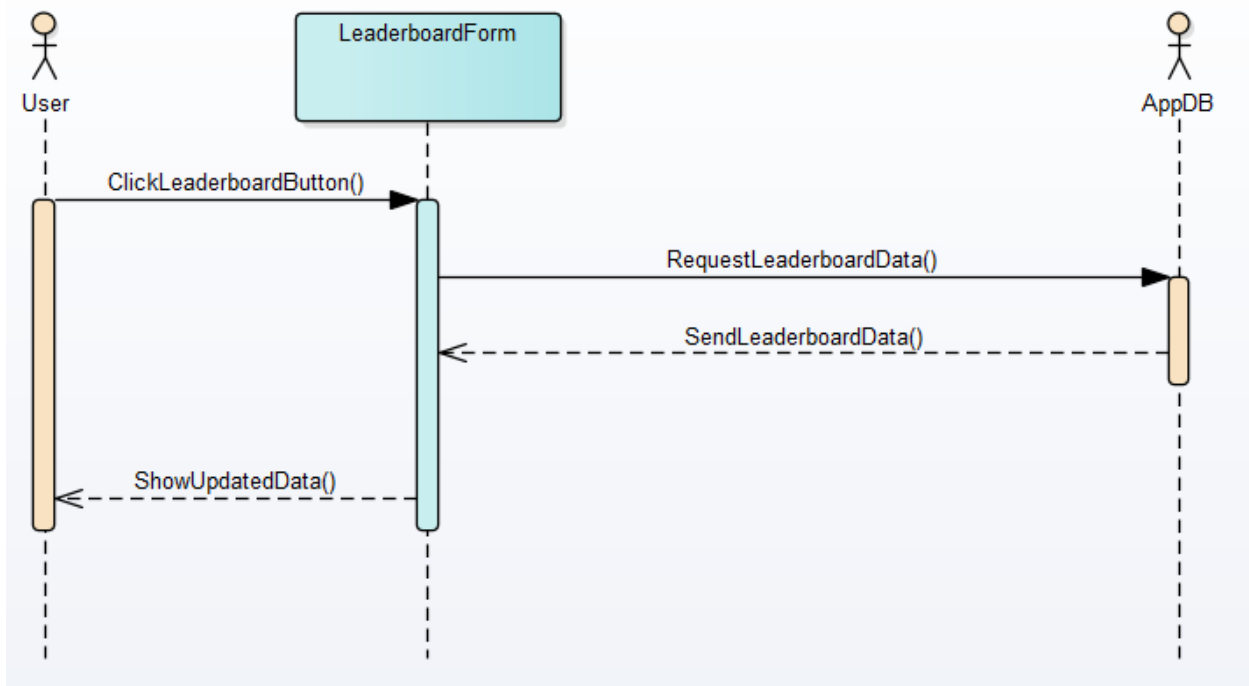 LeaderboardForm
User
AppDB
ClickLeaderboardButton()
RequestLeaderboardData()
SendLeaderboardData()
ShowUpdatedData()